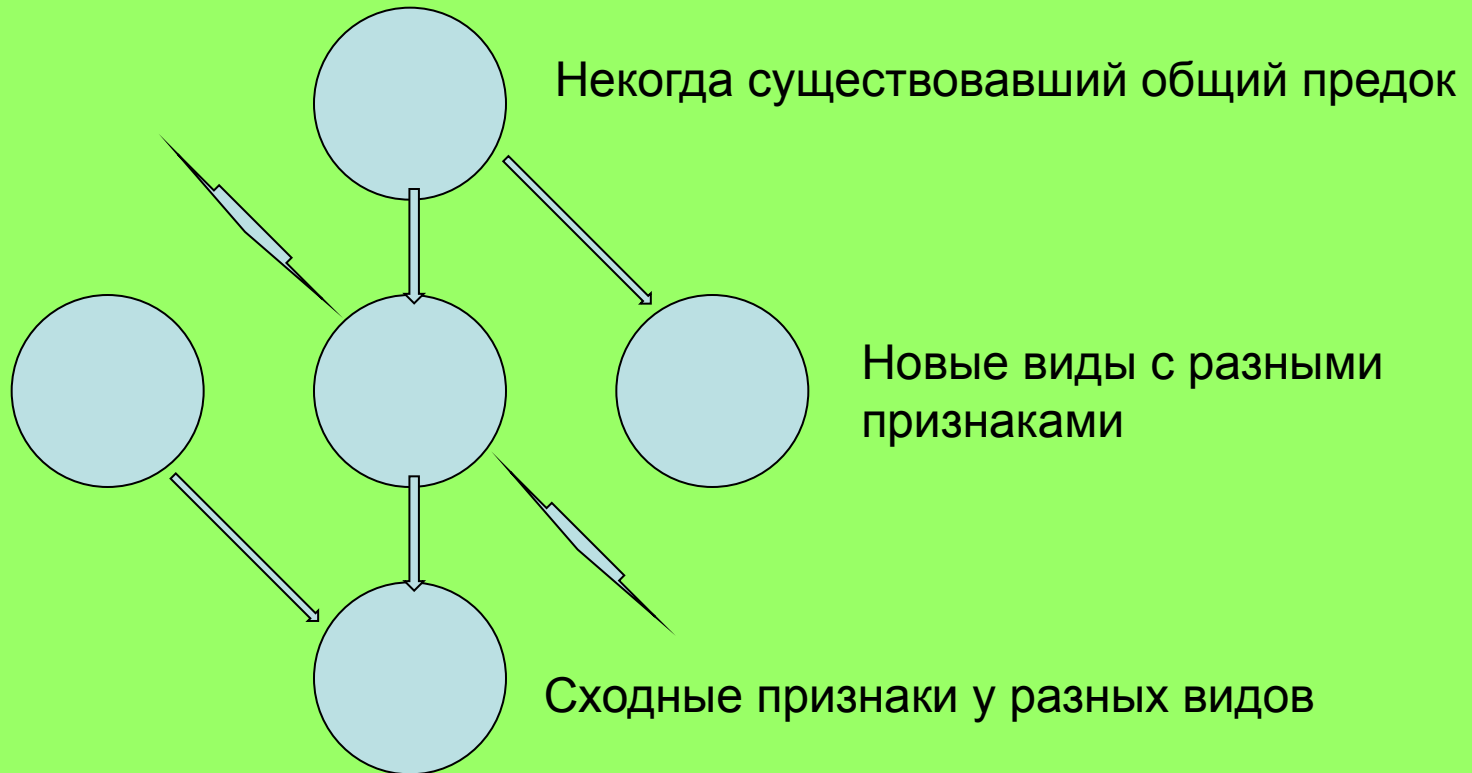 Некогда существовавший общий предок
Новые виды с разными
признаками
Сходные признаки у разных видов